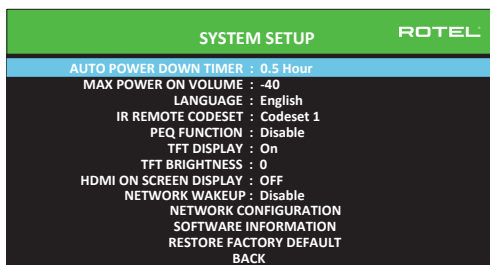 SYSTEM SETUP
ROTEL
AUTO POWER DOWN TIMER : 0.5 Hour
MAX POWER ON VOLUME : -40
LANGUAGE : English
IR REMOTE CODESET : Codeset 1
PEQ FUNCTION : Disable
TFT DISPLAY : On
TFT BRIGHTNESS : 0
HDMI ON SCREEN DISPLAY : OFF
NETWORK WAKEUP : Disable
NETWORK CONFIGURATION
SOFTWARE INFORMATION
RESTORE FACTORY DEFAULT
BACK